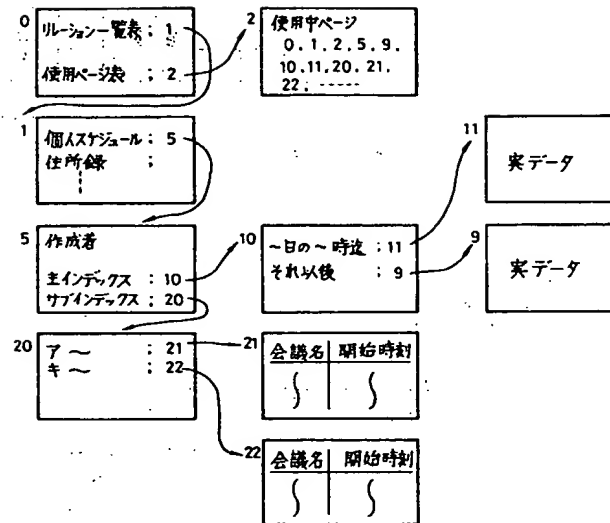 0
リレーション一覧表; 1
使用ページ表 ; 2
2
使用中ページ
0.1.2.5.9.
10.11.20.21.
22. -----
1
個人スケジュール: 5
住所録 ;
5
作成者
主インデックス : 10
サブインデックス : 20
10
〜日の〜時迄 ; 11
それ以後 ; 9
11
実データ
9
実データ
20
ア〜 ; 21
キ〜 : 22
21
会議名 開始時刻
22
会議名 開始時刻